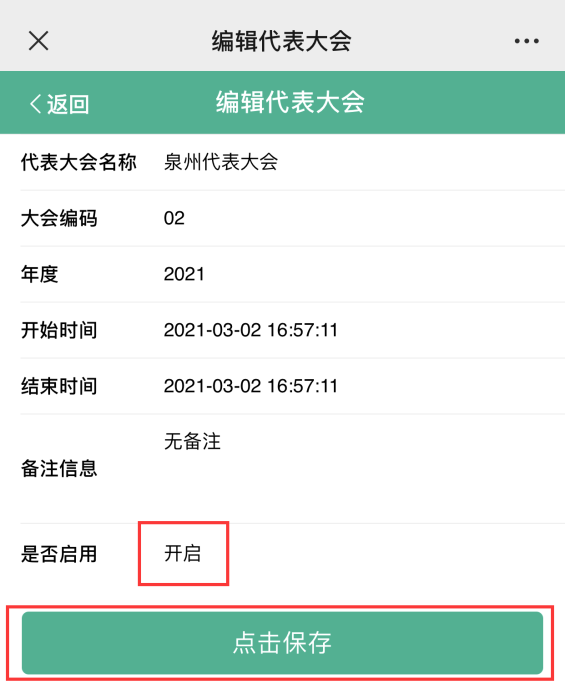 编辑代表大会
返回 编辑代表大会
代表大会名称 泉州代表大会
大会编码 02
年度 2021
开始时间 2021-03-02 16:57:11
结束时间 2021-03-02 16:57:11
无备注
备注信息
是否启用 开启
点击保存